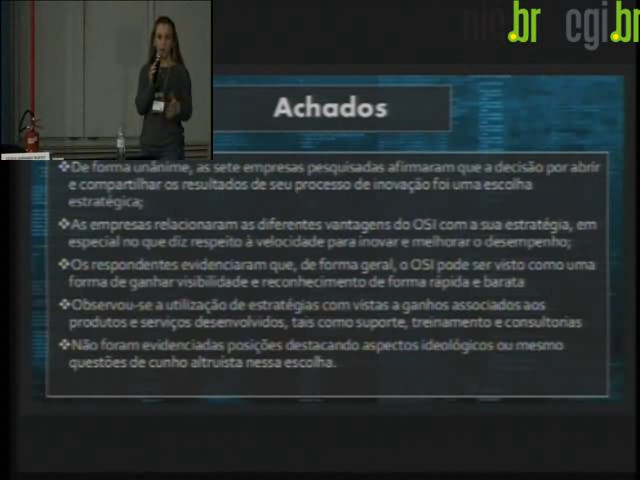 nic.br cgi.br
Achados
❖De forma unânime, as sete empresas pesquisadas afirmaram que a decisão por abrir
e compartilhar os resultados de seu processo de inovação foi uma escolha
estratégica;
❖As empresas relacionaram as diferentes vantagens do OSI com a sua estratégia, em
especial no que diz respeito à velocidade para inovar e melhorar o desempenho;
❖Os respondentes evidenciaram que, de forma geral, o OSI pode ser visto como uma
forma de ganhar visibilidade e reconhecimento de forma rápida e barata
❖Observou-se a utilização de estratégias com vistas a ganhos associados aos
produtos e serviços desenvolvidos, tais como suporte, treinamento e consultorias
❖Não foram evidenciadas posições destacando aspectos ideológicos ou mesmo
questões de cunho altruísta nessa escolha.